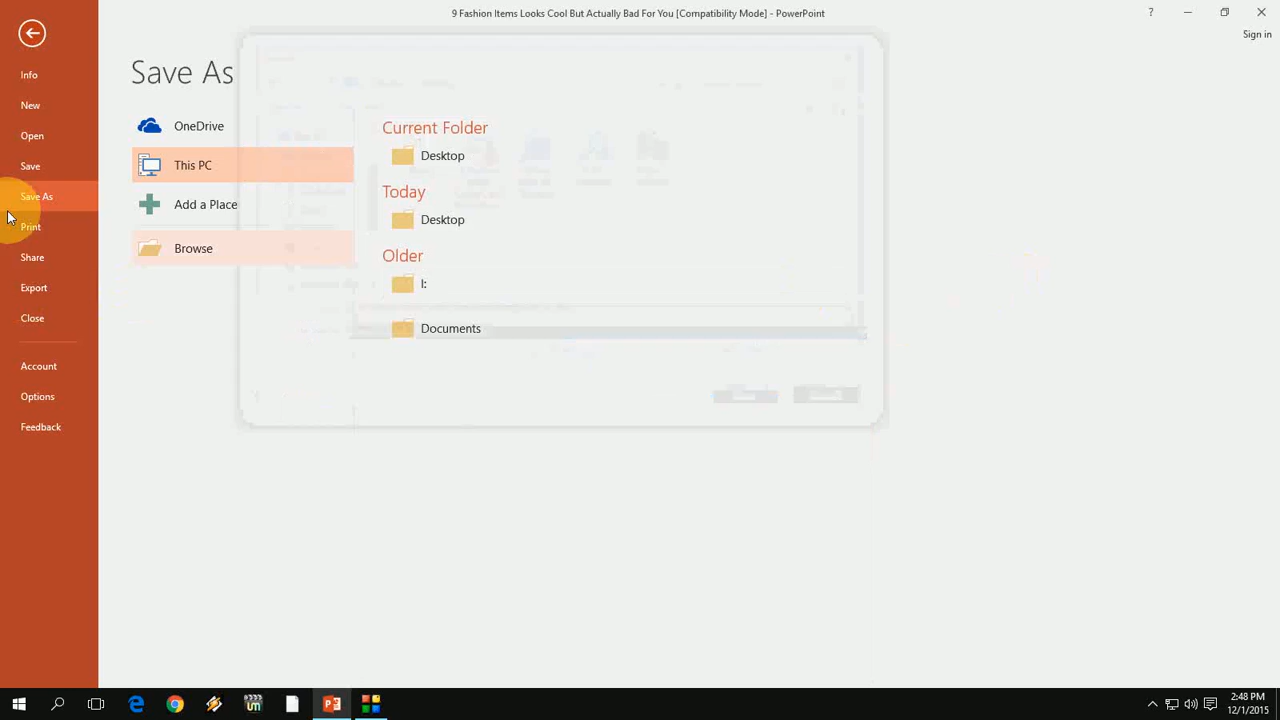 9 Fashion Items Looks Cool But Actually Bad For You [Compatibility Mode] - PowerPoint
?
Sign in
Info
New
Open
Save
Save As
Print
Share
Export
Close
Account
Options
Feedback
Save As
OneDrive
This PC
Add a Place
Browse
Current Folder
Desktop
Today
Desktop
Older
I:
Documents
2:48 PM
12/1/2015